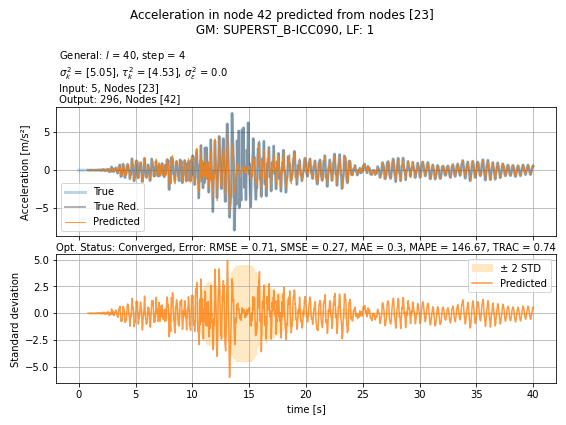 Acceleration in node 42 predicted from nodes [23]
GM: SUPERST_B-ICC090, LF: 1
General: l = 40, step = 4
σ²ₖ = [5.05], τ²ₖ = [4.53], σ²ε = 0.0
Input: 5, Nodes [23]
Output: 296, Nodes [42]
Acceleration [m/s²]
5
0
−5
True
True Red.
Predicted
Opt. Status: Converged, Error: RMSE = 0.71, SMSE = 0.27, MAE = 0.3, MAPE = 146.67, TRAC = 0.74
Standard deviation
5.0
2.5
0.0
−2.5
−5.0
± 2 STD
Predicted
0 5 10 15 20 25 30 35 40
time [s]